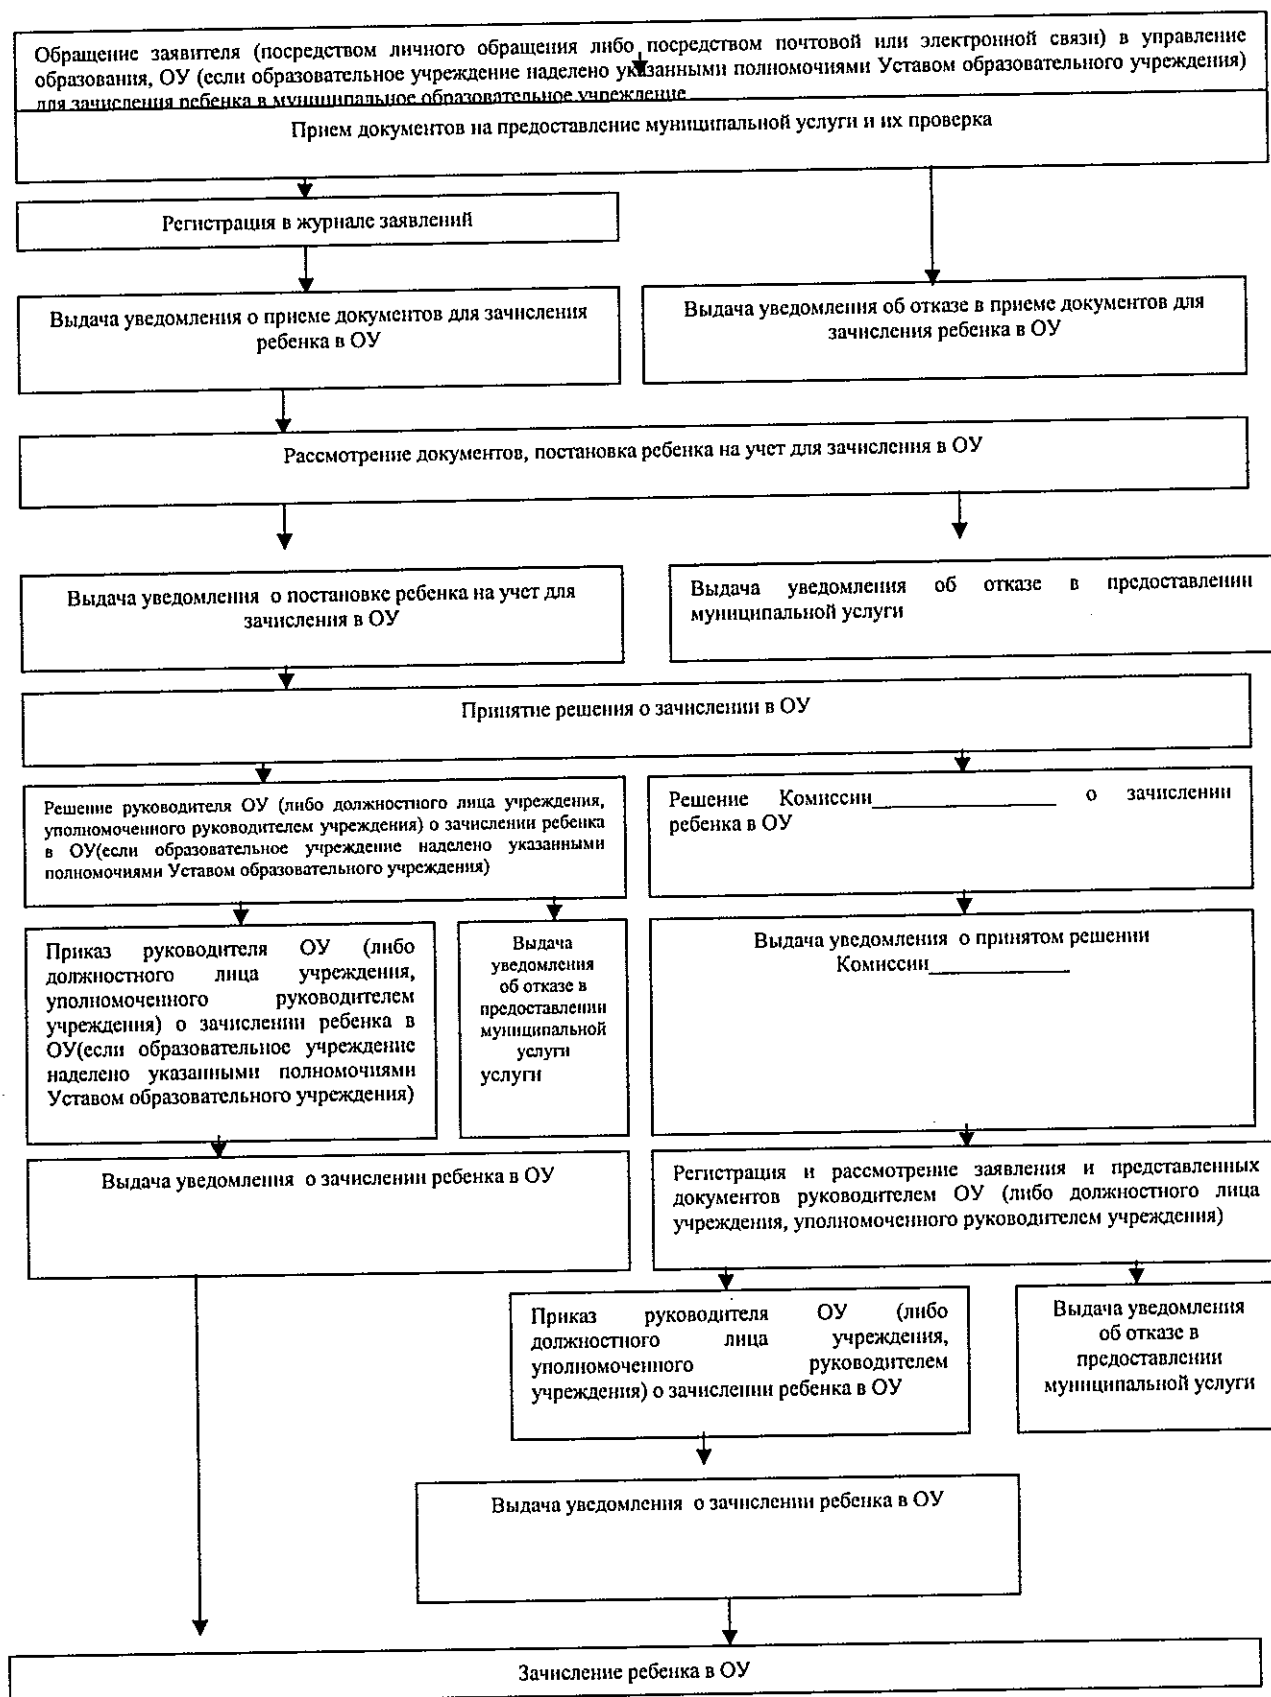 Обращение заявителя (посредством личного обращения либо посредством почтовой или электронной связи) в управление
образования, ОУ (если образовательное учреждение наделено указанными полномочиями Уставом образовательного учреждения)
для зачисления ребенка в муниципальное образовательное учреждение
Прием документов на предоставление муниципальной услуги и их проверка
Регистрация в журнале заявлений
Выдача уведомления о приеме документов для зачисления
ребенка в ОУ
Выдача уведомления об отказе в приеме документов для
зачисления ребенка в ОУ
Рассмотрение документов, постановка ребенка на учет для зачисления в ОУ
Выдача уведомления о постановке ребенка на учет для
зачисления в ОУ
Выдача уведомления об отказе в предоставлении
муниципальной услуги
Принятие решения о зачислении в ОУ
Решение руководителя ОУ (либо должностного лица учреждения,
уполномоченного руководителем учреждения) о зачислении ребенка
в ОУ(если образовательное учреждение наделено указанными
полномочиями Уставом образовательного учреждения)
Решение Комиссии________________ о зачислении
ребенка в ОУ
Приказ руководителя ОУ (либо
должностного лица учреждения,
уполномоченного руководителем
учреждения) о зачислении ребенка в
ОУ(если образовательное учреждение
наделено указанными полномочиями
Уставом образовательного учреждения)
Выдача
уведомления
об отказе в
предоставлении
муниципальной
услуги
услуги
Выдача уведомления о принятом решении
Комиссии____________
Выдача уведомления о зачислении ребенка в ОУ
Регистрация и рассмотрение заявления и представленных
документов руководителем ОУ (либо должностного лица
учреждения, уполномоченного руководителем учреждения)
Приказ руководителя ОУ (либо
должностного лица учреждения,
уполномоченного руководителем
учреждения) о зачислении ребенка в ОУ
Выдача уведомления
об отказе в
предоставлении
муниципальной услуги
Выдача уведомления о зачислении ребенка в ОУ
Зачисление ребенка в ОУ